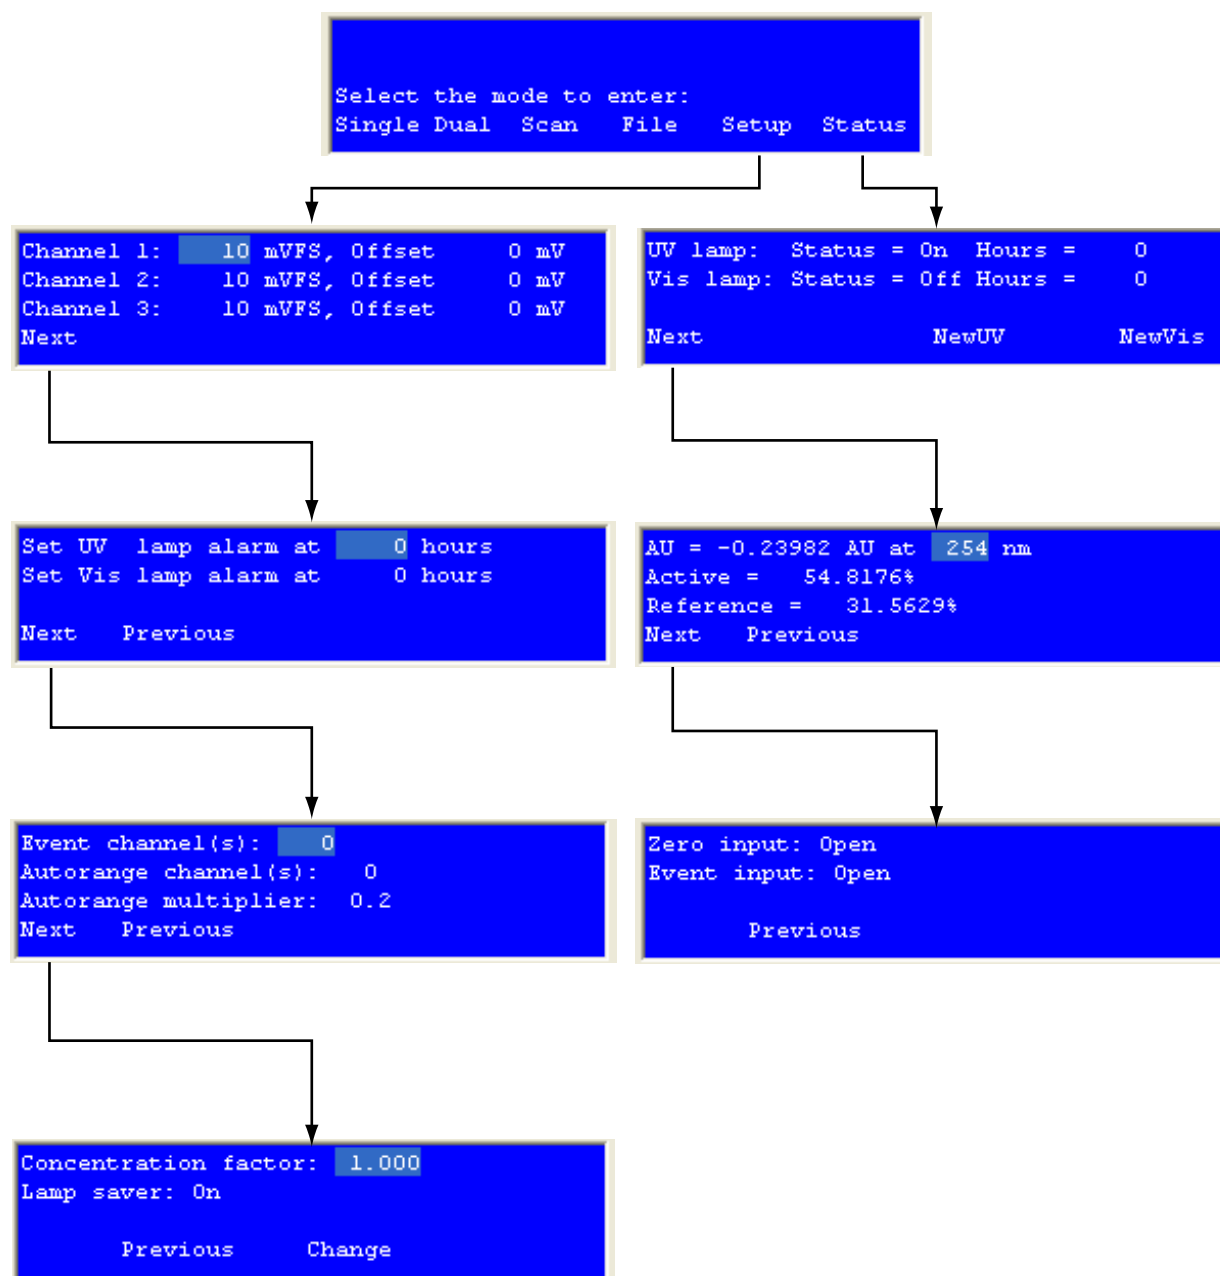 Select the mode to enter:
Single Dual Scan File Setup Status
Channel 1: 10 mVFS, Offset 0 mV
Channel 2: 10 mVFS, Offset 0 mV
Channel 3: 10 mVFS, Offset 0 mV
Next
UV lamp: Status = On Hours = 0
Vis lamp: Status = Off Hours = 0
Next NewUV NewVis
Set UV lamp alarm at 0 hours
Set Vis lamp alarm at 0 hours
Next Previous
AU = -0.23982 AU at 254 nm
Active = 54.8176%
Reference = 31.5629%
Next Previous
Event channel(s): 0
Autorange channel(s): 0
Autorange multiplier: 0.2
Next Previous
Zero input: Open
Event input: Open
Previous
Concentration factor: 1.000
Lamp saver: On
Previous Change